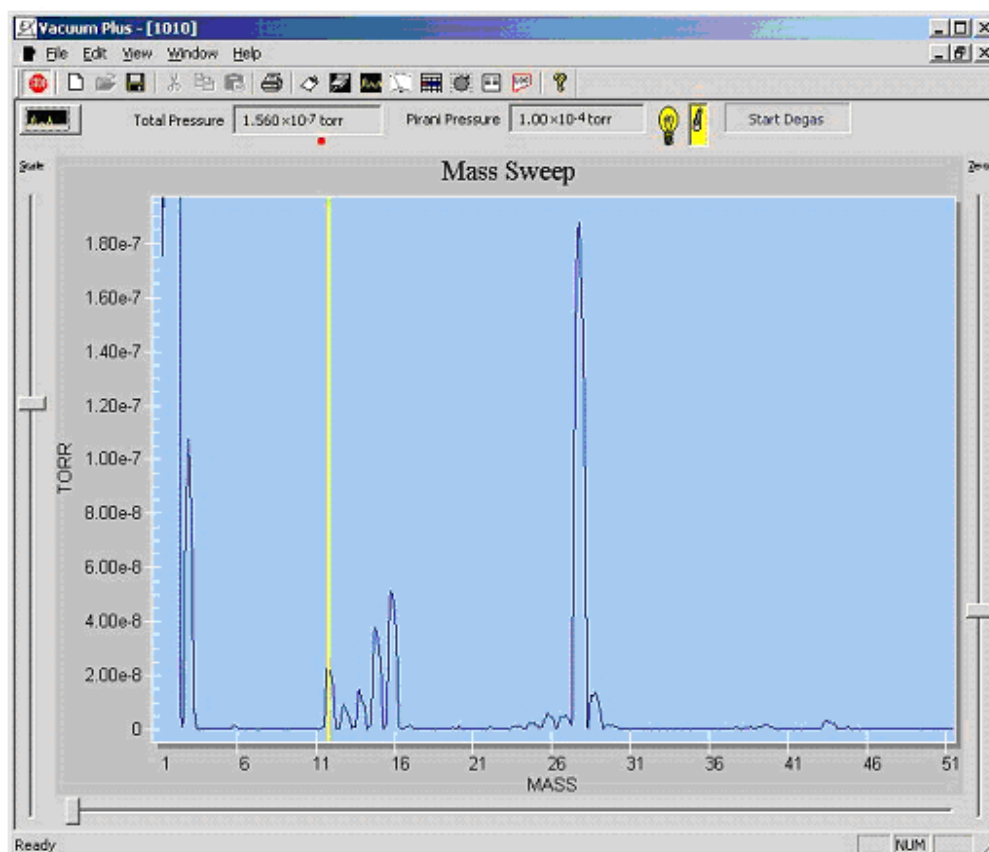 Vacuum Plus - [1010]
File Edit View Window Help
Total Pressure 1.560 ×10-7 torr Pirani Pressure 1.00 ×10-4 torr Start Degas
Scale
Zero
Mass Sweep
1.80e-7
1.60e-7
1.40e-7
1.20e-7
1.00e-7
8.00e-8
6.00e-8
4.00e-8
2.00e-8
0
TORR
1 6 11 16 21 26 31 36 41 46 51
MASS
Ready NUM